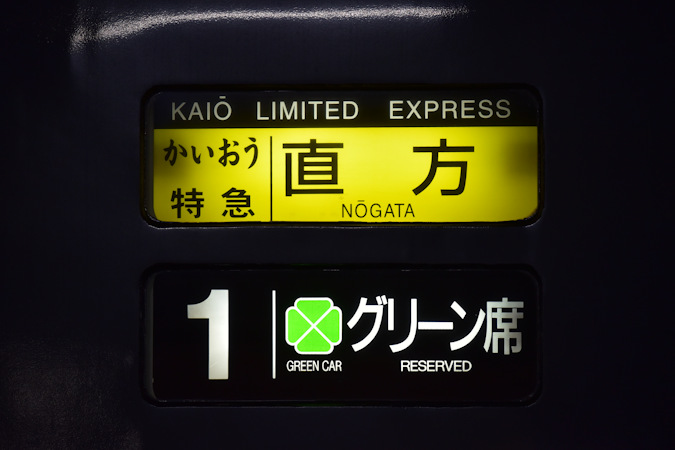 KAIŌ LIMITED EXPRESS
かいおう
特急
直方
NŌGATA
1
グリーン席
GREEN CAR RESERVED